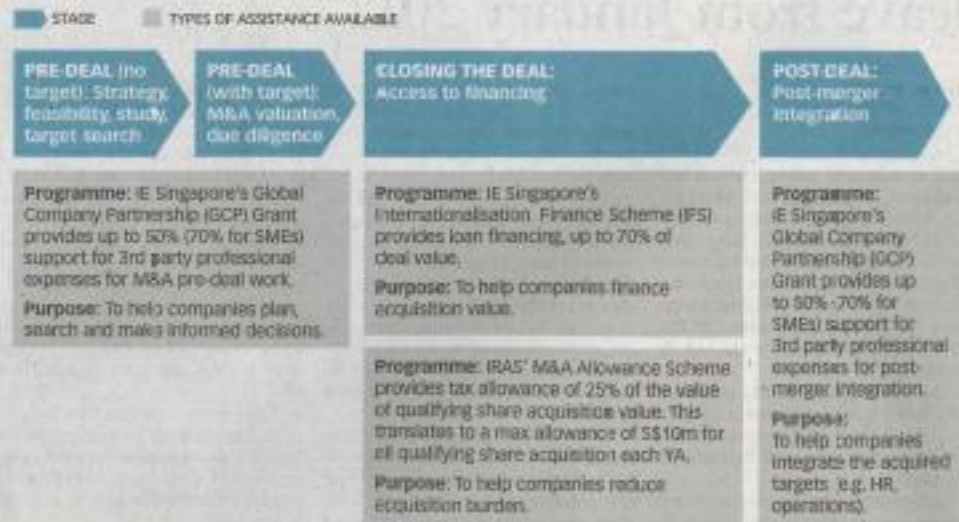 STAGE
TYPES OF ASSISTANCE AVAILABLE
PRE-DEAL (no
target): Strategy,
feasibility, study,
target search
PRE-DEAL
(with target):
M&A valuation,
due diligence
CLOSING THE DEAL:
Access to financing
POST-DEAL:
Post-merger
integration
Programme: IE Singapore's Global
Company Partnership (GCP) Grant
provides up to 50% (70% for SMEs)
support for 3rd party professional
expenses for M&A pre-deal work.
Purpose: To help companies plan,
search and make informed decisions.
Programme: IE Singapore's
Internationalisation Finance Scheme (IFS)
provides loan financing, up to 70% of
deal value.
Purpose: To help companies finance
acquisition value.
Programme: IRAS' M&A Allowance Scheme
provides tax allowance of 25% of the value
of qualifying share acquisition value. This
translates to a max allowance of S$10m for
all qualifying share acquisition each YA.
Purpose: To help companies reduce
acquisition burden.
Programme:
IE Singapore's
Global Company
Partnership (GCP)
Grant provides up
to 50% (70% for
SMEs) support for
3rd party professional
expenses for post-
merger integration.
Purpose:
To help companies
integrate the acquired
targets (e.g. HR,
operations).